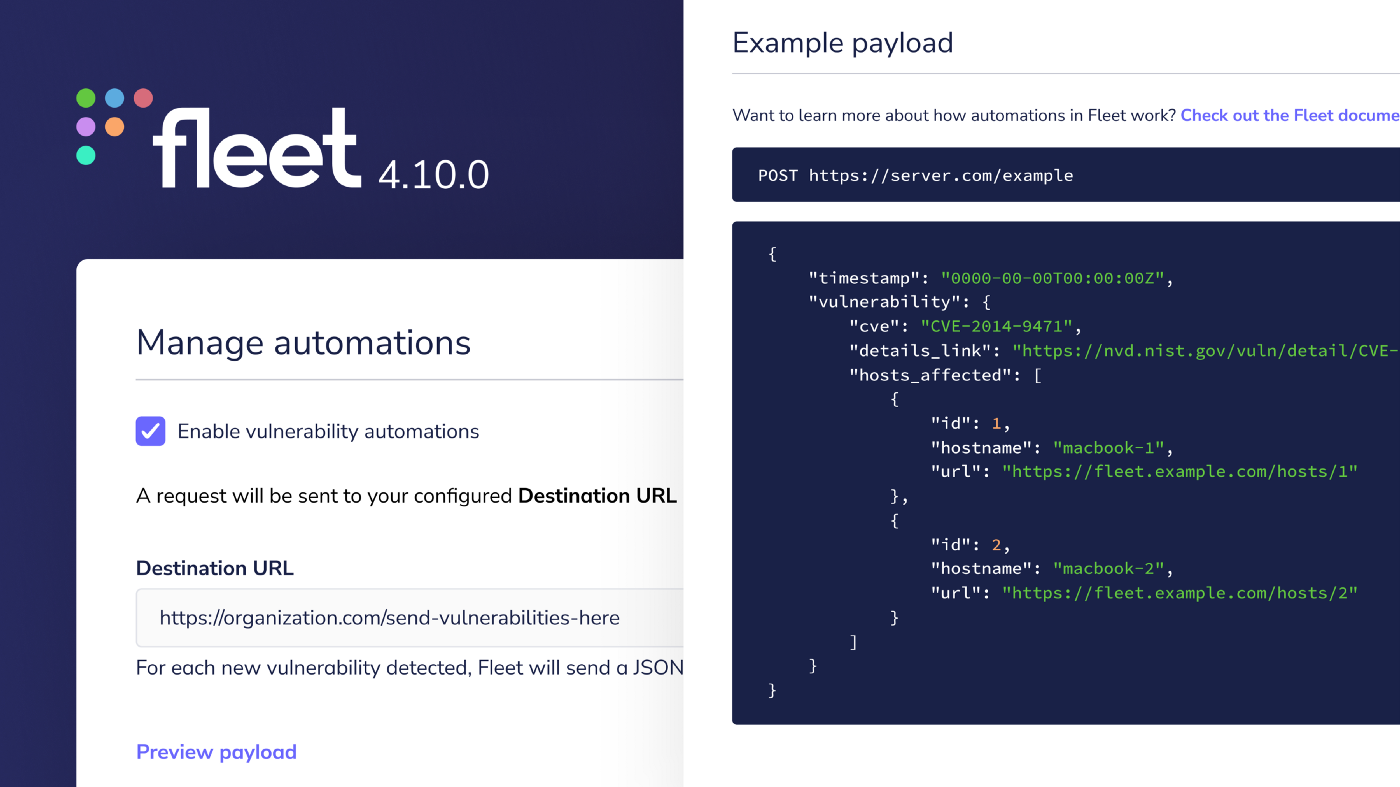 fleet 4.10.0
Manage automations
Enable vulnerability automations
A request will be sent to your configured Destination URL
Destination URL
https://organization.com/send-vulnerabilities-here
For each new vulnerability detected, Fleet will send a JSON
Preview payload
Example payload
Want to learn more about how automations in Fleet work? Check out the Fleet docume
POST https://server.com/example
{
"timestamp": "0000-00-00T00:00:00Z",
"vulnerability": {
"cve": "CVE-2014-9471",
"details_link": "https://nvd.nist.gov/vuln/detail/CVE-
"hosts_affected": [
{
"id": 1,
"hostname": "macbook-1",
"url": "https://fleet.example.com/hosts/1"
},
{
"id": 2,
"hostname": "macbook-2",
"url": "https://fleet.example.com/hosts/2"
}
]
}
}